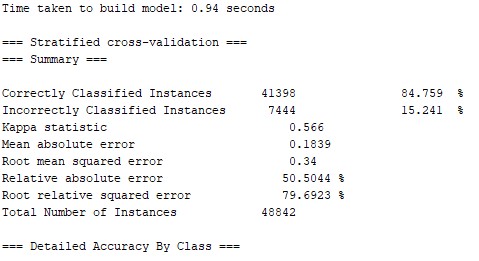 Time taken to build model: 0.94 seconds
=== Stratified cross-validation ===
=== Summary ===
Correctly Classified Instances 41398 84.759 %
Incorrectly Classified Instances 7444 15.241 %
Kappa statistic 0.566
Mean absolute error 0.1839
Root mean squared error 0.34
Relative absolute error 50.5044 %
Root relative squared error 79.6923 %
Total Number of Instances 48842
=== Detailed Accuracy By Class ===